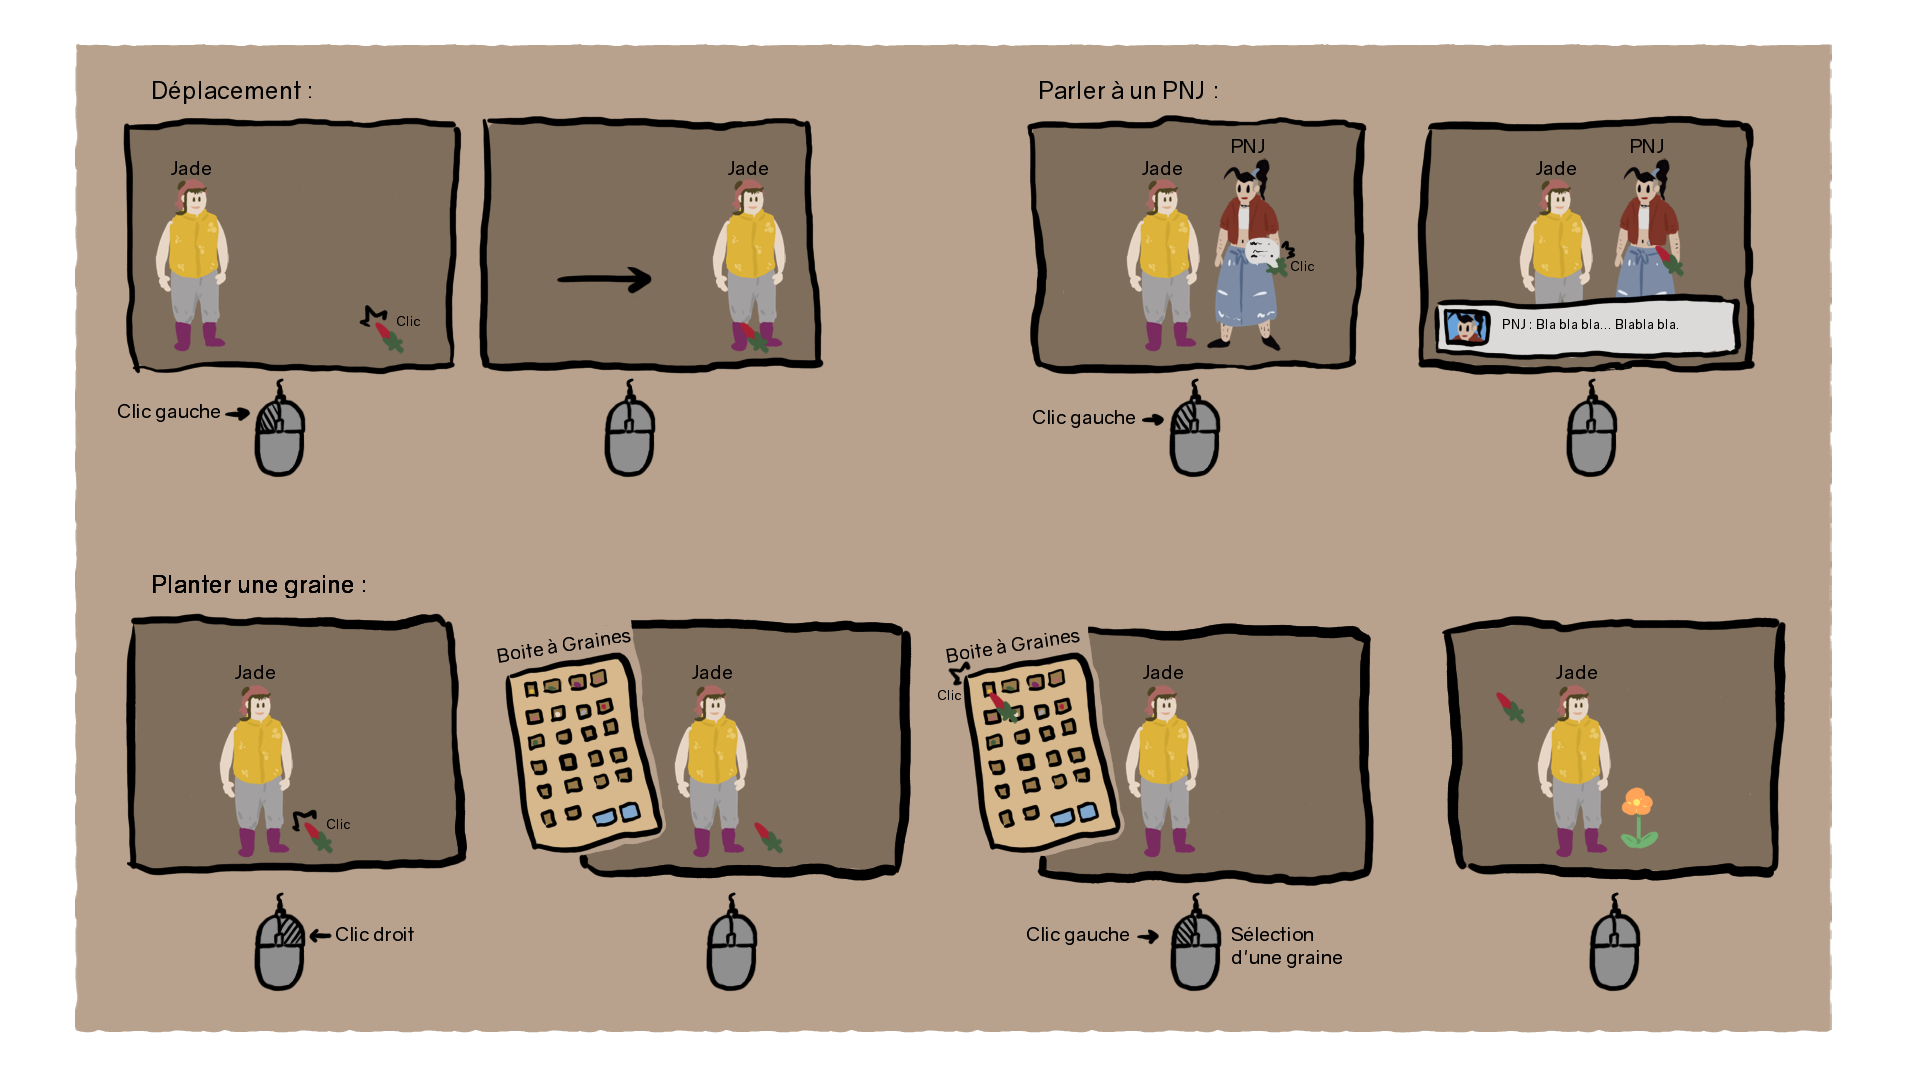 Déplacement :
Jade
Clic
Jade
Clic gauche
Parler à un PNJ :
Jade
PNJ
Clic
Jade
PNJ
PNJ : Bla bla bla... Blabla bla.
Clic gauche
Planter une graine :
Jade
Clic
Clic droit
Boite à Graines
Jade
Boite à Graines
Clic
Jade
Clic gauche
Sélection
d'une graine
Jade